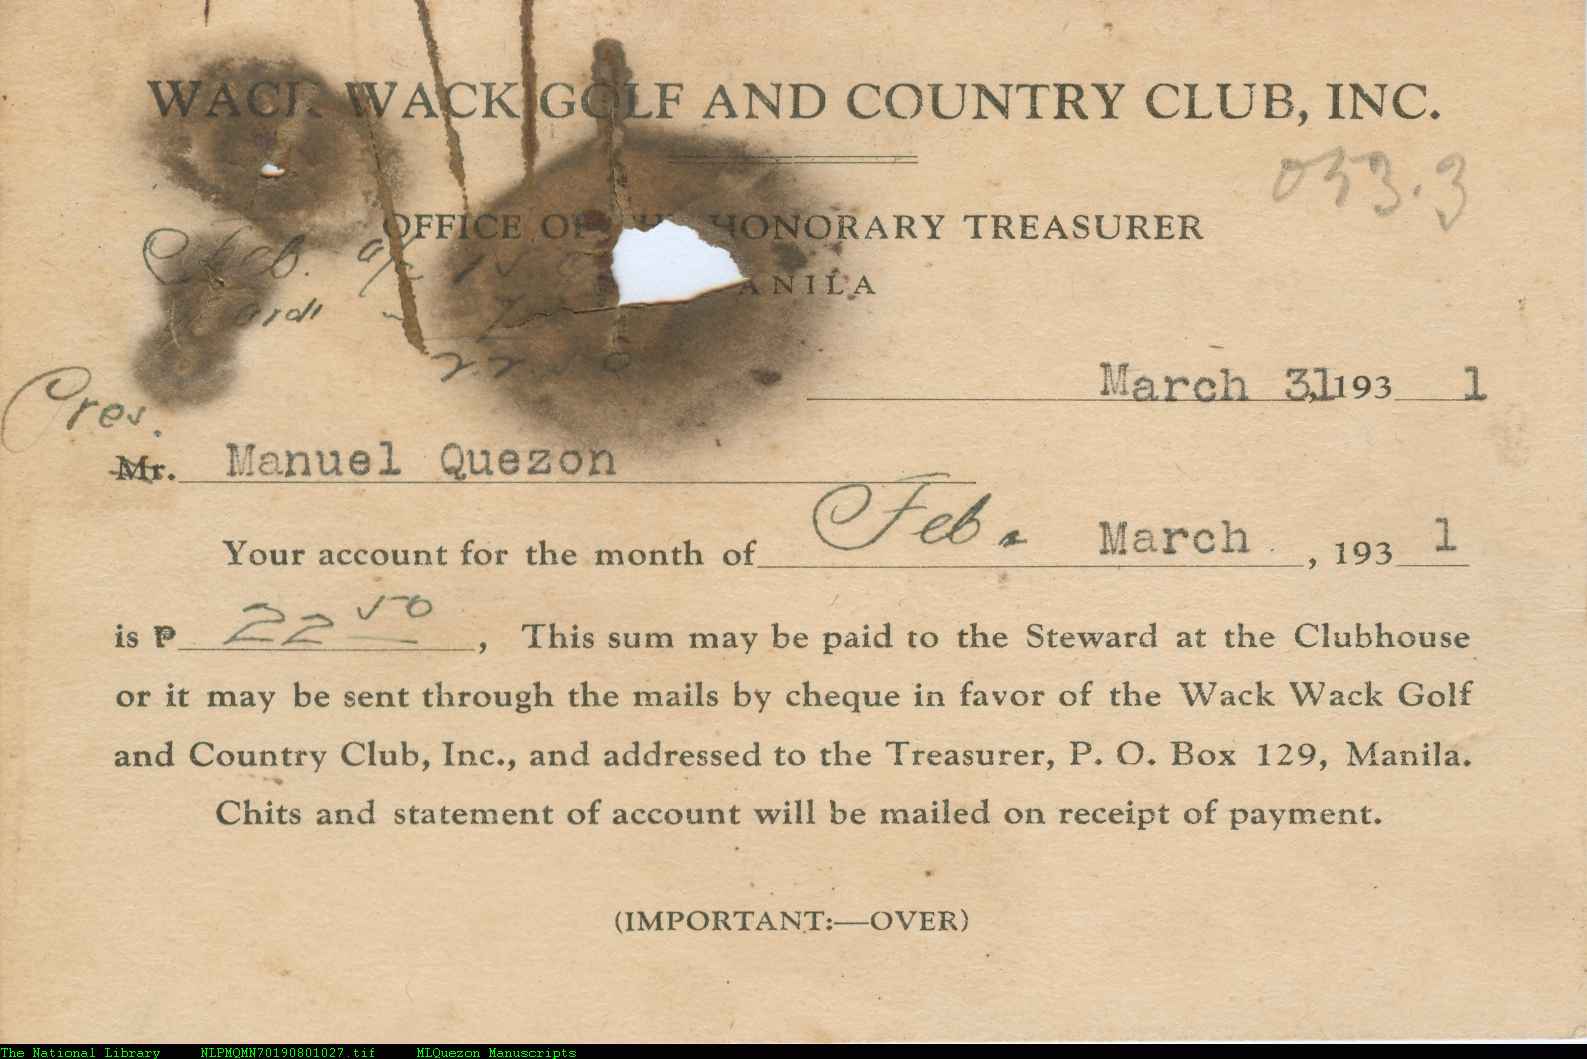 WACK WACK GOLF AND COUNTRY CLUB, INC.
053.3
OFFICE OF THE HONORARY TREASURER
MANILA
Feb. a/c
22 50
March 31, 193 1
Pres.
Mr. Manuel Quezon
Your account for the month of Feb. March, 193 1
is ₱ 22 50, This sum may be paid to the Steward at the Clubhouse
or it may be sent through the mails by cheque in favor of the Wack Wack Golf
and Country Club, Inc., and addressed to the Treasurer, P. O. Box 129, Manila.
Chits and statement of account will be mailed on receipt of payment.
(IMPORTANT:—OVER)
The National Library NLPMQMN70190801027.tif MLQuezon Manuscripts